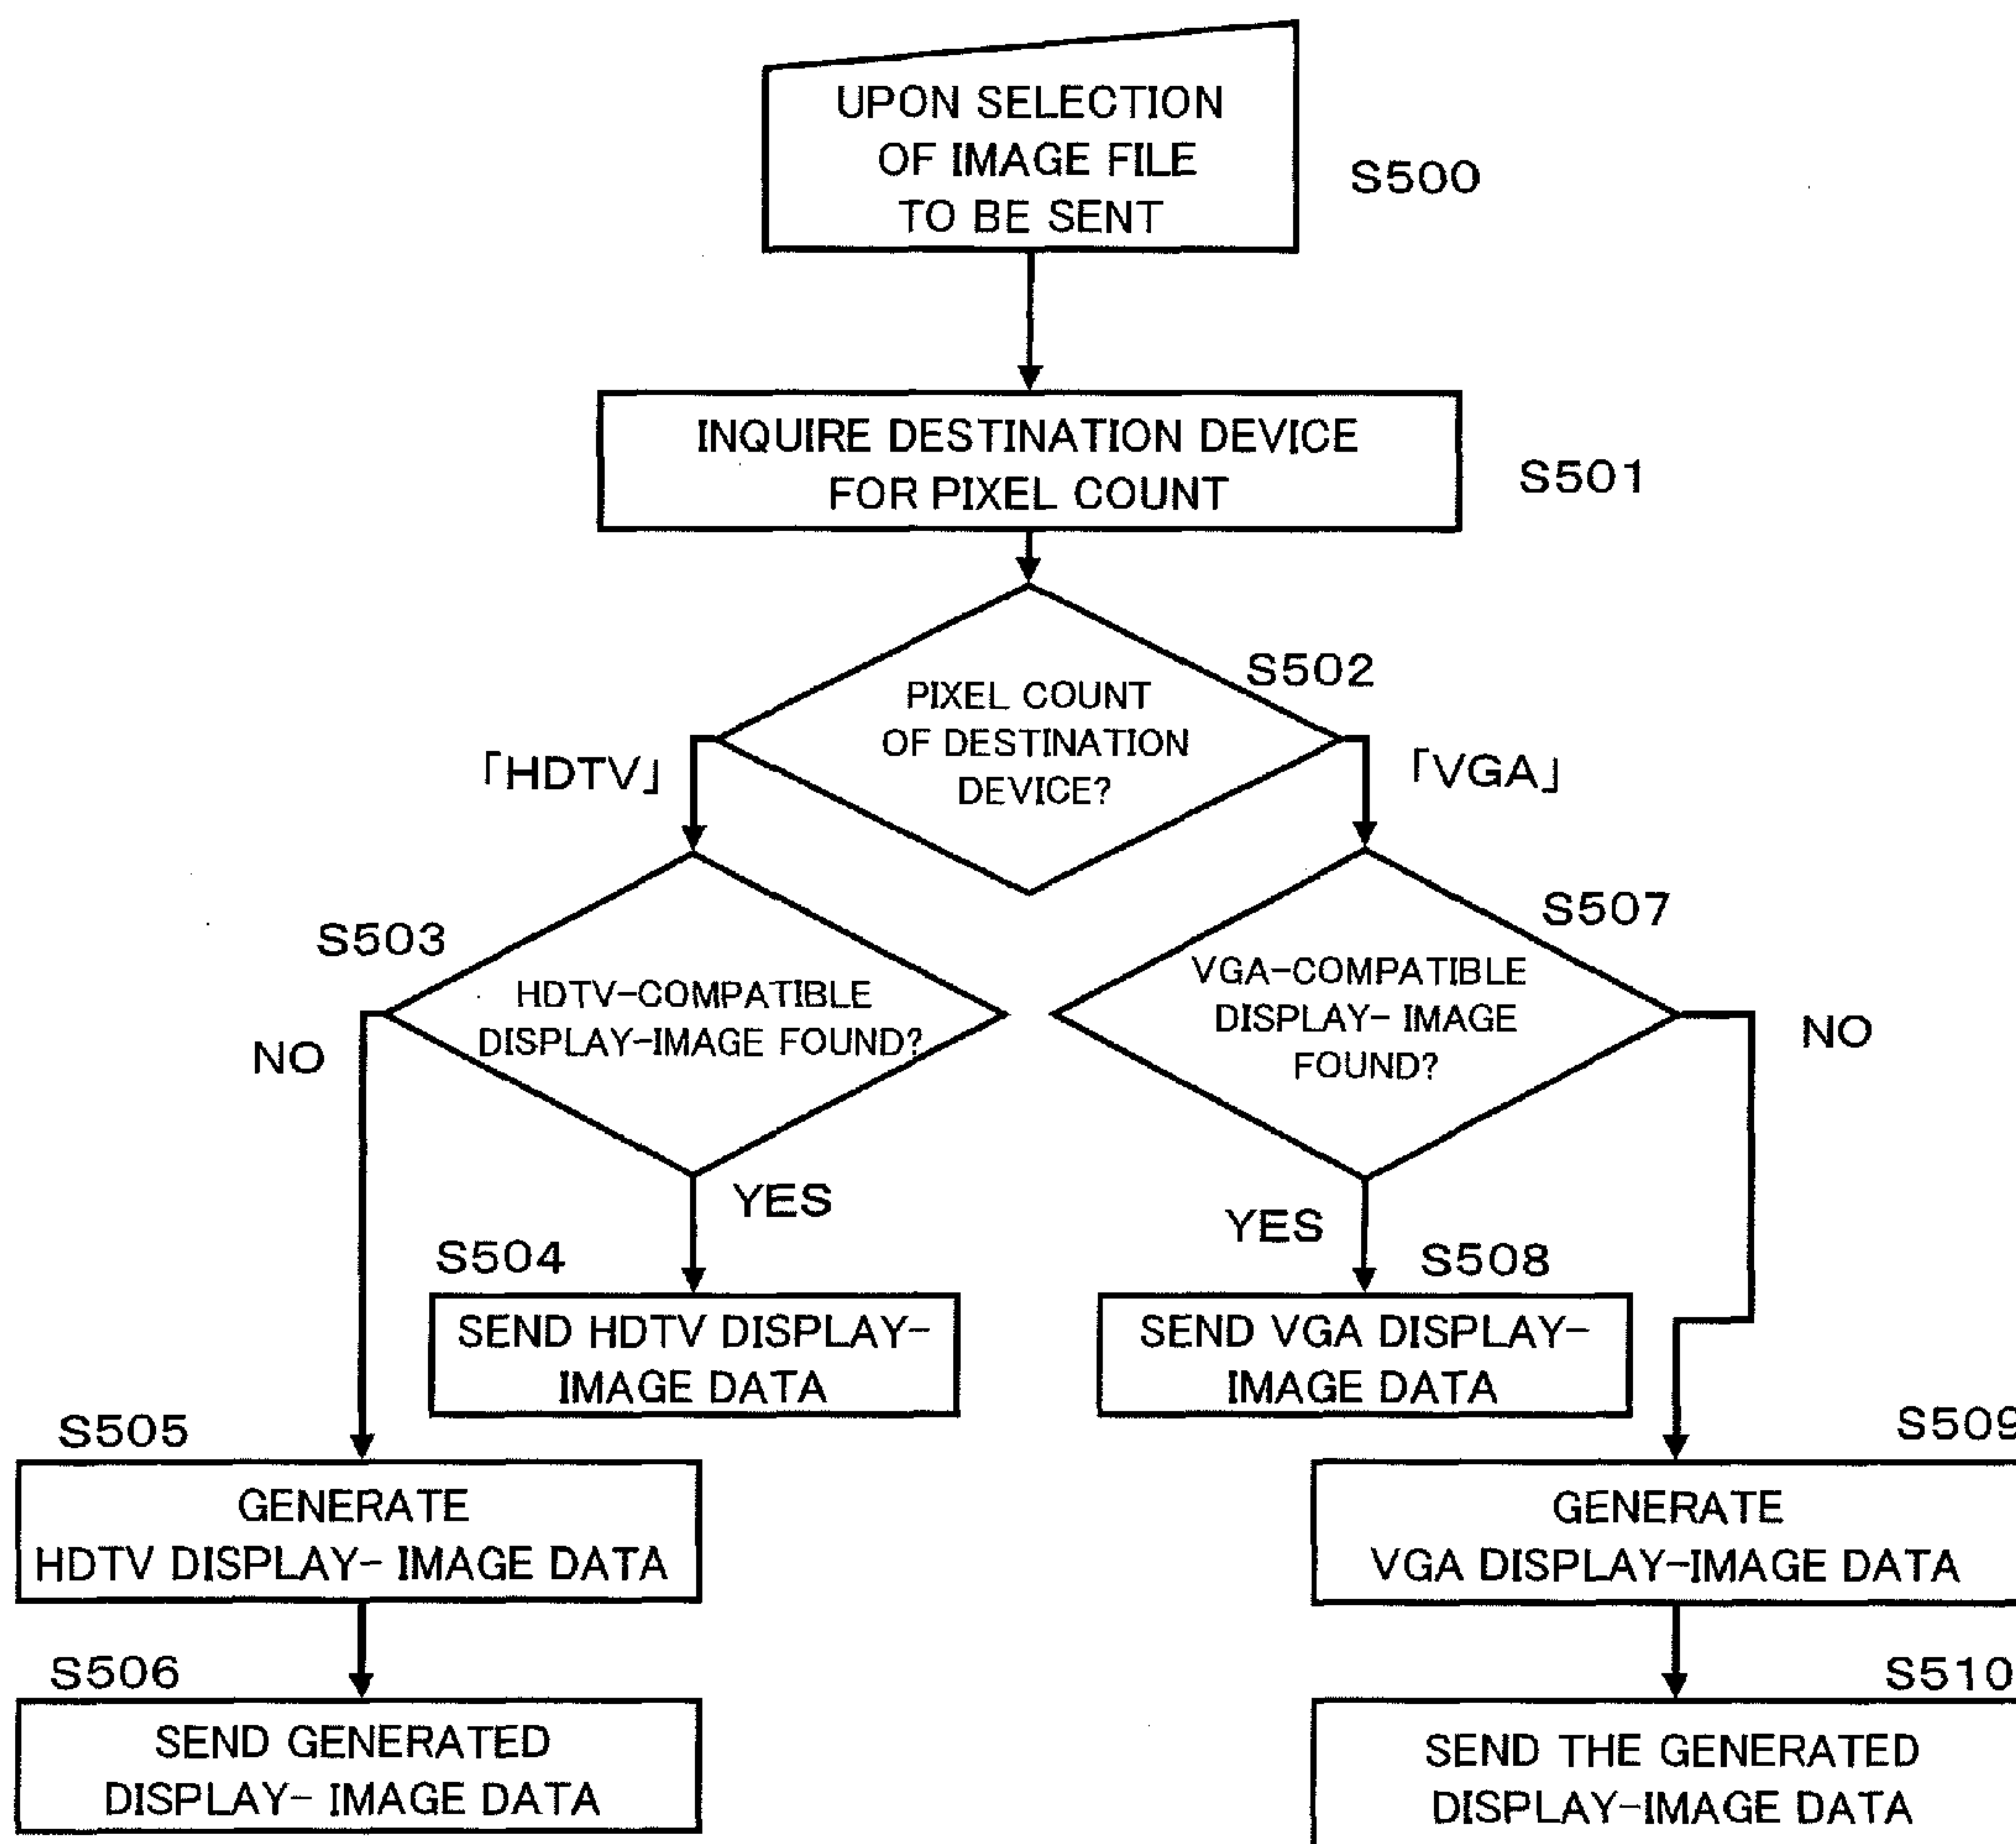 UPON SELECTION
OF IMAGE FILE
TO BE SENT
S500
INQUIRE DESTINATION DEVICE
FOR PIXEL COUNT
S501
S502
PIXEL COUNT
OF DESTINATION
DEVICE?
「HDTV」
「VGA」
S503
HDTV-COMPATIBLE
DISPLAY-IMAGE FOUND?
NO
YES
S507
VGA-COMPATIBLE
DISPLAY- IMAGE
FOUND?
NO
YES
S504
SEND HDTV DISPLAY-
IMAGE DATA
S508
SEND VGA DISPLAY-
IMAGE DATA
S505
GENERATE
HDTV DISPLAY- IMAGE DATA
S509
GENERATE
VGA DISPLAY-IMAGE DATA
S506
SEND GENERATED
DISPLAY- IMAGE DATA
S510
SEND THE GENERATED
DISPLAY-IMAGE DATA